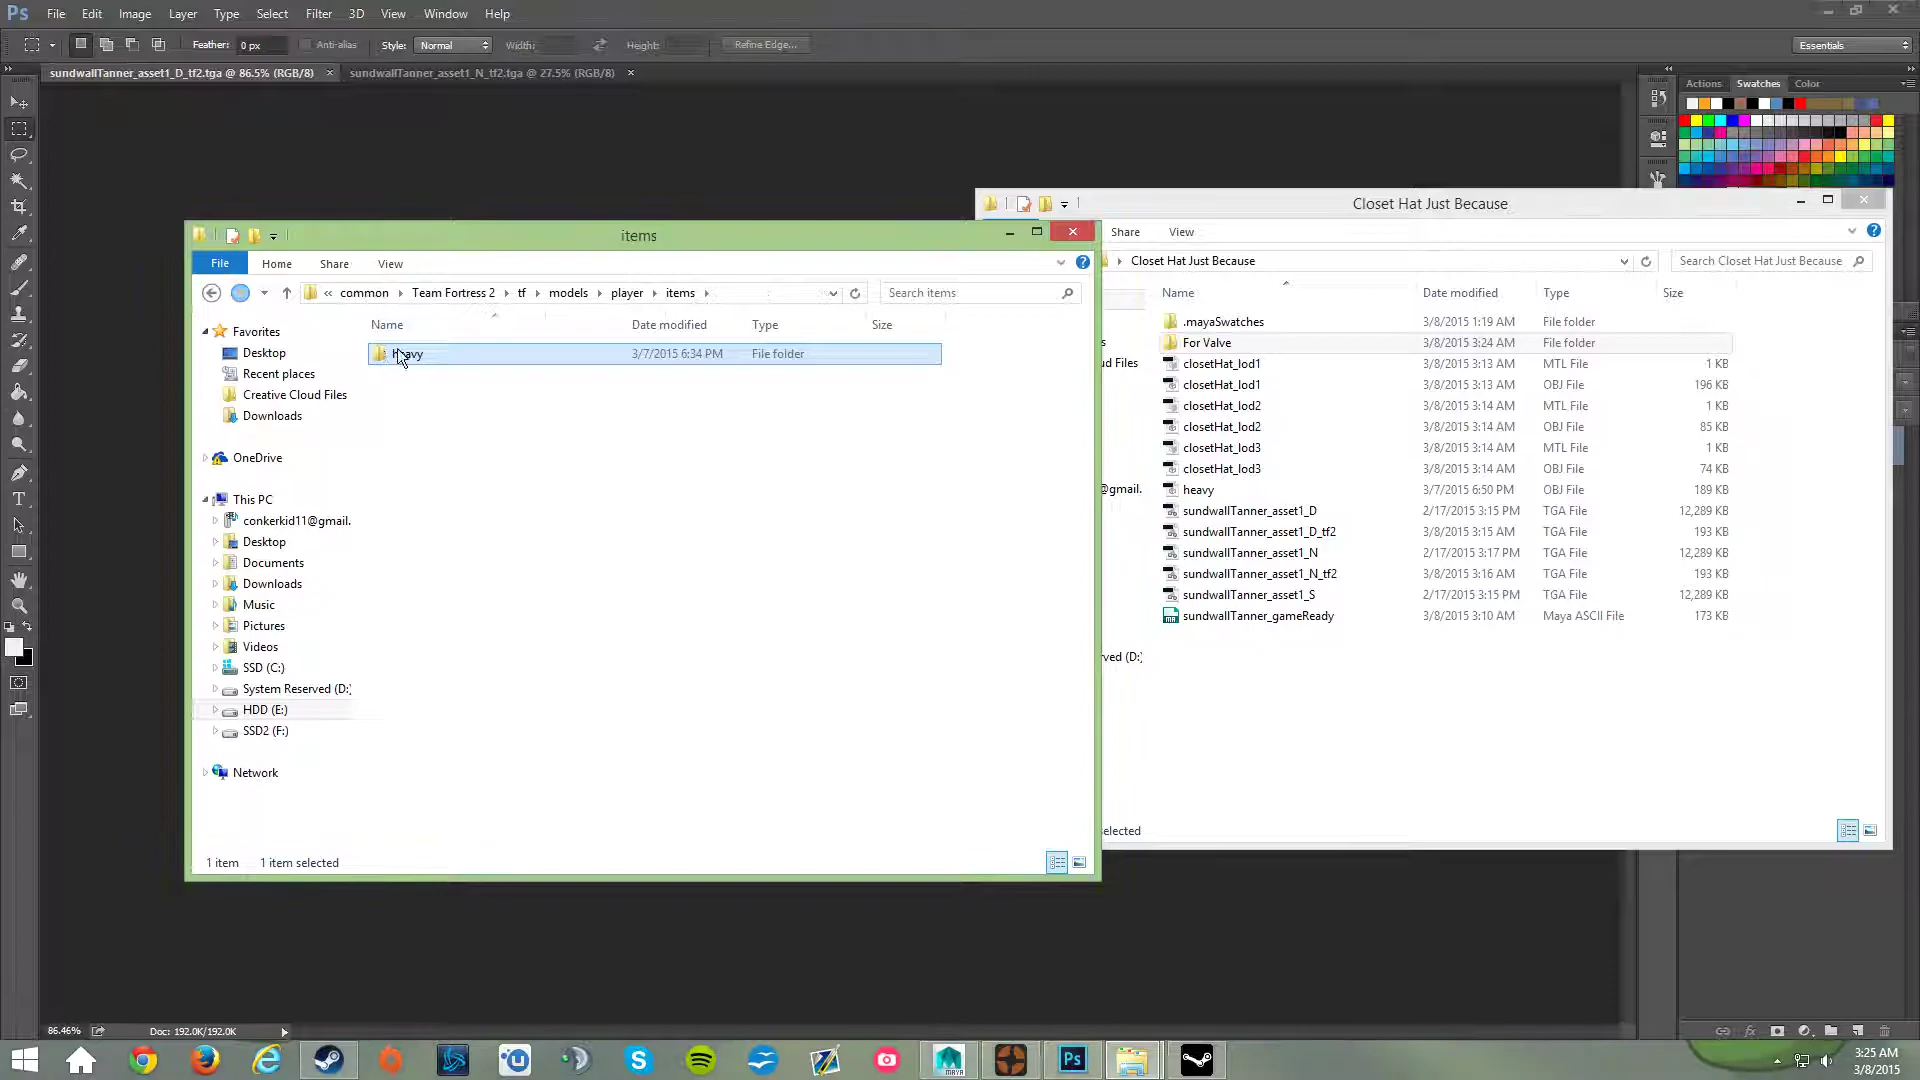 Ps File Edit Image Layer Type Select Filter 3D View Window Help
Feather: 0 px Anti-alias Style: Normal Width: Height: Refine Edge... Essentials
sundwallTanner_asset1_D_tf2.tga @ 86.5% (RGB/8) × sundwallTanner_asset1_N_tf2.tga @ 27.5% (RGB/8) ×
Actions Swatches Color
Closet Hat Just Because
Share View
Closet Hat Just Because Search Closet Hat Just Because
Name Date modified Type Size
.mayaSwatches 3/8/2015 1:19 AM File folder
For Valve 3/8/2015 3:24 AM File folder
closetHat_lod1 3/8/2015 3:13 AM MTL File 1 KB
closetHat_lod1 3/8/2015 3:13 AM OBJ File 196 KB
closetHat_lod2 3/8/2015 3:14 AM MTL File 1 KB
closetHat_lod2 3/8/2015 3:14 AM OBJ File 85 KB
closetHat_lod3 3/8/2015 3:14 AM MTL File 1 KB
closetHat_lod3 3/8/2015 3:14 AM OBJ File 74 KB
heavy 3/7/2015 6:50 PM OBJ File 189 KB
sundwallTanner_asset1_D 2/17/2015 3:15 PM TGA File 12,289 KB
sundwallTanner_asset1_D_tf2 3/8/2015 3:15 AM TGA File 193 KB
sundwallTanner_asset1_N 2/17/2015 3:17 PM TGA File 12,289 KB
sundwallTanner_asset1_N_tf2 3/8/2015 3:16 AM TGA File 193 KB
sundwallTanner_asset1_S 2/17/2015 3:15 PM TGA File 12,289 KB
sundwallTanner_gameReady 3/8/2015 3:10 AM Maya ASCII File 173 KB
ud Files
@gmail.
ved (D:)
elected
items
File Home Share View
« common Team Fortress 2 tf models player items Search items
Name Date modified Type Size
heavy 3/7/2015 6:34 PM File folder
Favorites
Desktop
Recent places
Creative Cloud Files
Downloads
OneDrive
This PC
conkerkid11@gmail.
Desktop
Documents
Downloads
Music
Pictures
Videos
SSD (C:)
System Reserved (D:)
HDD (E:)
SSD2 (F:)
Network
1 item 1 item selected
86.46% Doc: 192.0K/192.0K
3:25 AM
3/8/2015